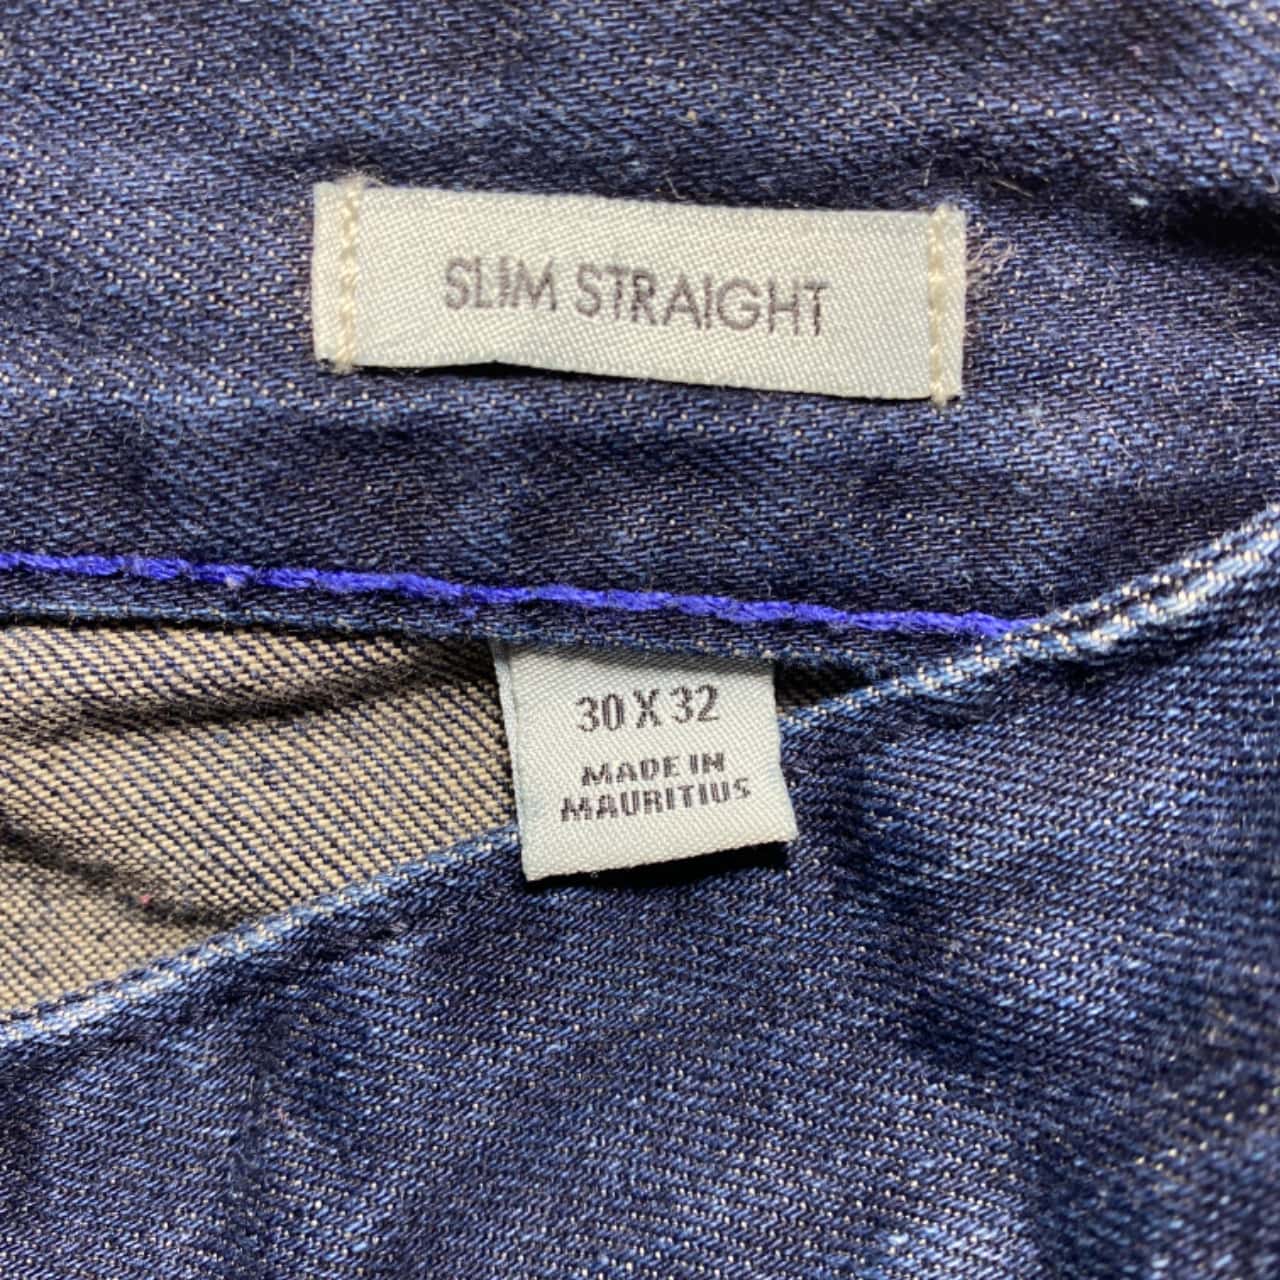 SLIM STRAIGHT
30 X 32
MADE IN
MAURITIUS